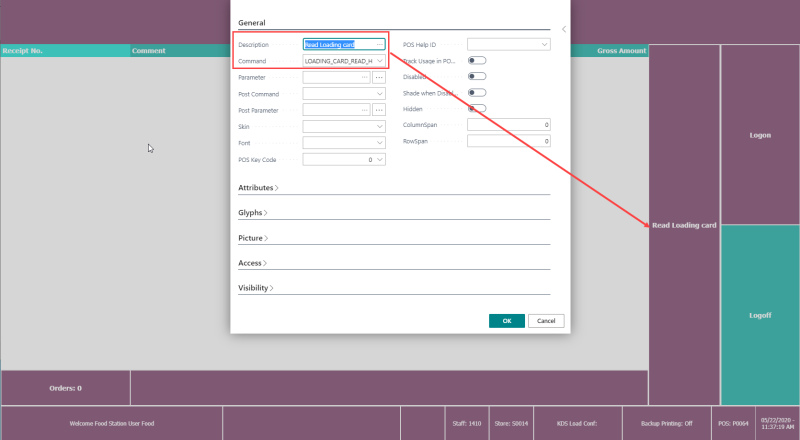 General
Receipt No.
Comment
Gross Amount
Description
Read Loading card
POS Help ID
Command
LOADING_CARD_READ_H
Track Usage in PO...
Parameter
Disabled
Post Command
Shade when Disabl
Post Parameter
Hidden
Skin
ColumnSpan
0
Font
RowSpan
0
POS Key Code
0
Attributes
Glyphs
Picture
Access
Visibility
OK
Cancel
Logon
Read Loading card
Logoff
Orders: 0
Welcome Food Station User Food
Staff: 1410
Store: S0014
KDS Load Conf:
Backup Printing: Off
POS: P0064
05/22/2020 -
11:37:19 AM